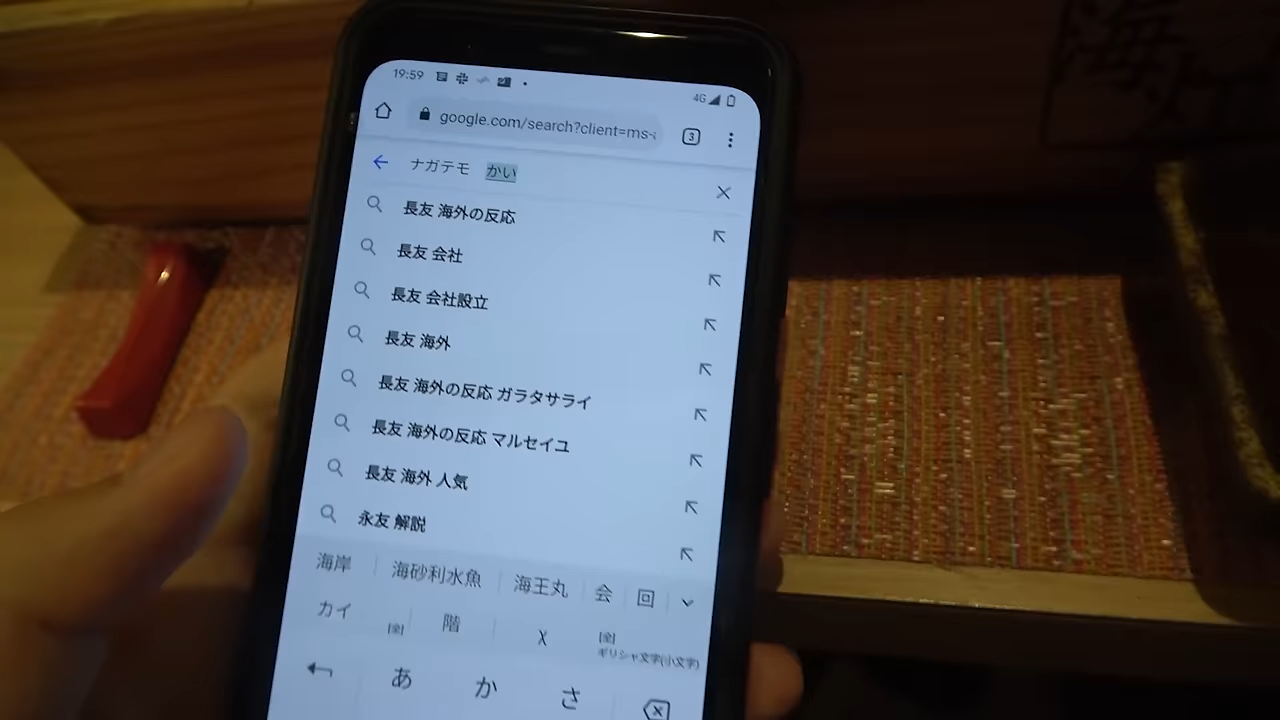 19:59 4G
google.com/search?client=ms-
3
ナガテモ かい
長友 海外の反応
長友 会社
長友 会社設立
長友 海外
長友 海外の反応 ガラタサライ
長友 海外の反応 マルセイユ
長友 海外 人気
永友 解説
海岸 海砂利水魚 海王丸 会 回
カイ [全] 階 χ [全]
ギリシャ文字(小文字)
あ か さ